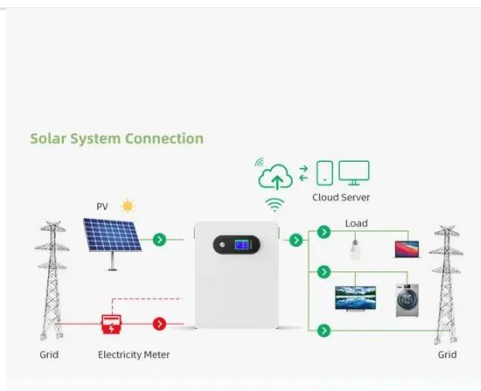 Solar System Connection
Cloud Server
PV
Load
Grid
Electricity Meter
Grid